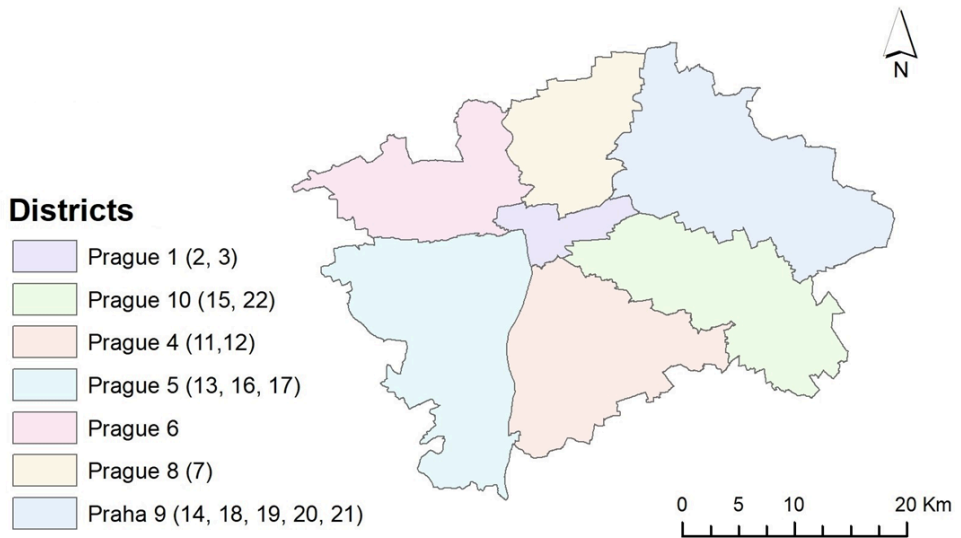 N
Districts
Prague 1 (2, 3)
Prague 10 (15, 22)
Prague 4 (11,12)
Prague 5 (13, 16, 17)
Prague 6
Prague 8 (7)
Praha 9 (14, 18, 19, 20, 21)
0 5 10 20 Km